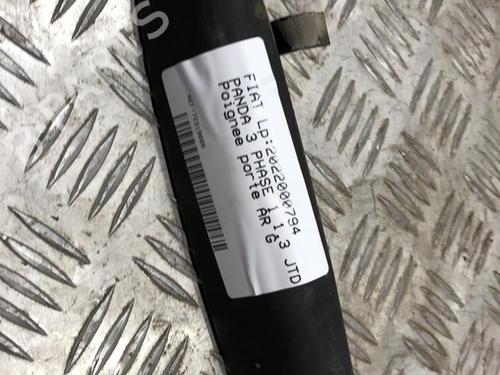 FIAT LP:2022000794
PANDA 3 PHASE 1 1.3 JTD
poignee porte AR G